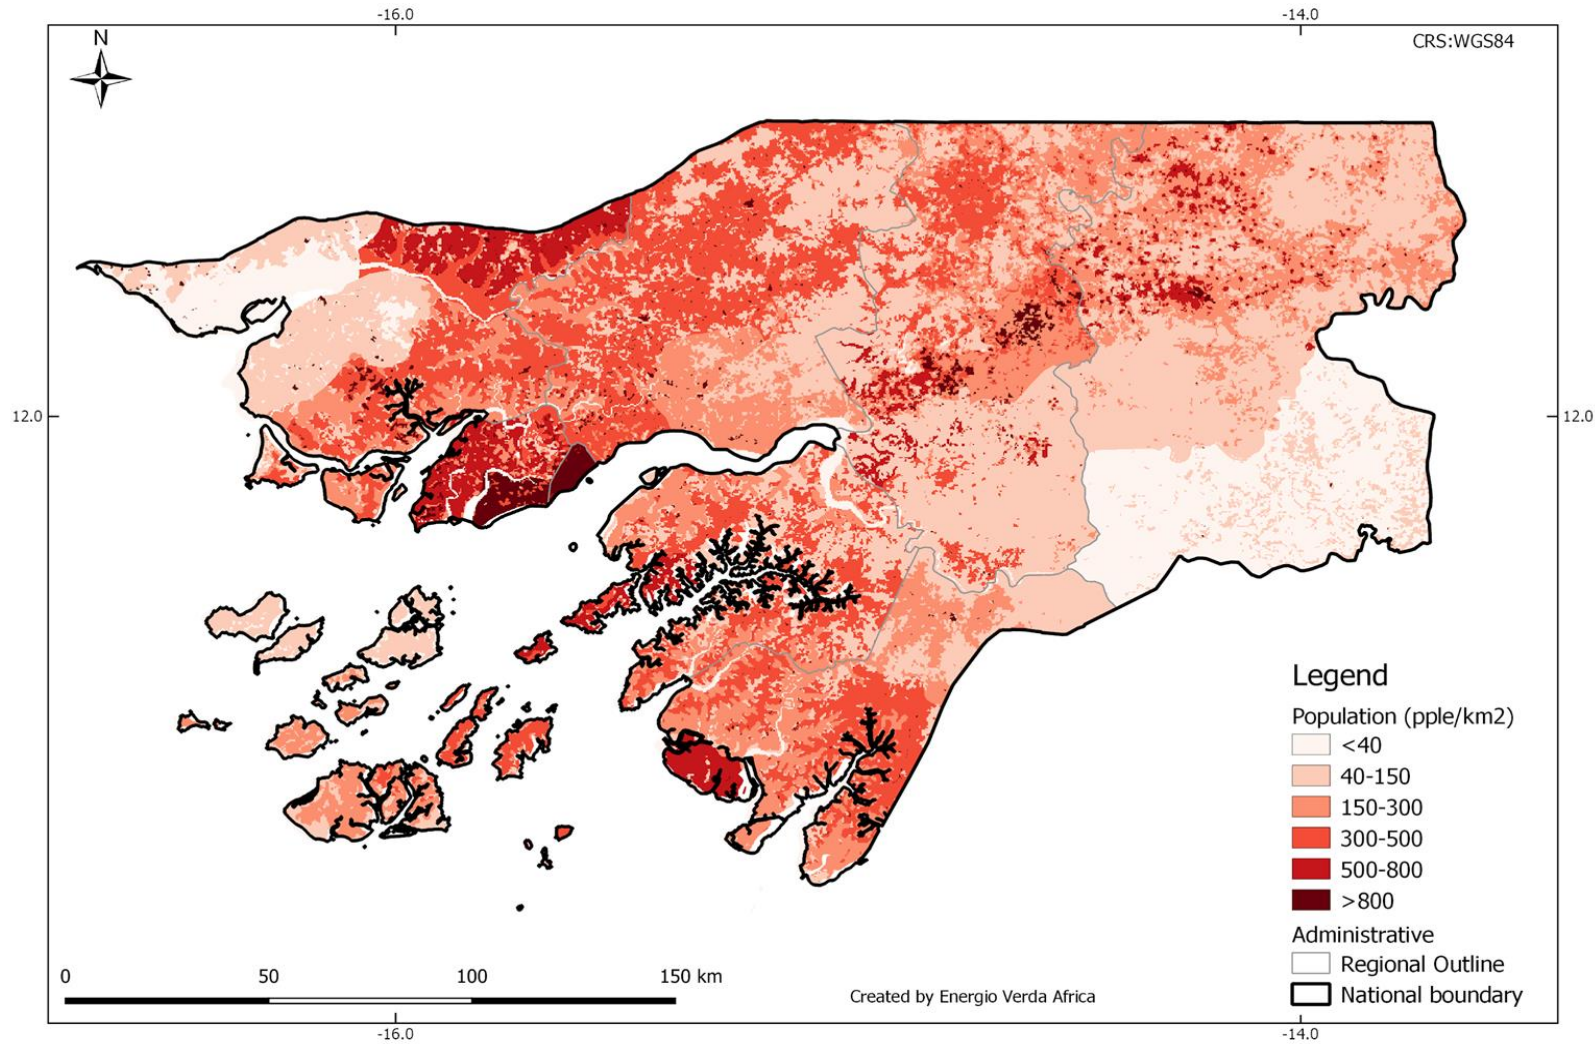 -16.0
-14.0
CRS:WGS84
N
12.0
12.0
Legend
Population (pple/km2)
<40
40-150
150-300
300-500
500-800
>800
Administrative
Regional Outline
National boundary
0 50 100 150 km
Created by Energio Verda Africa
-16.0
-14.0